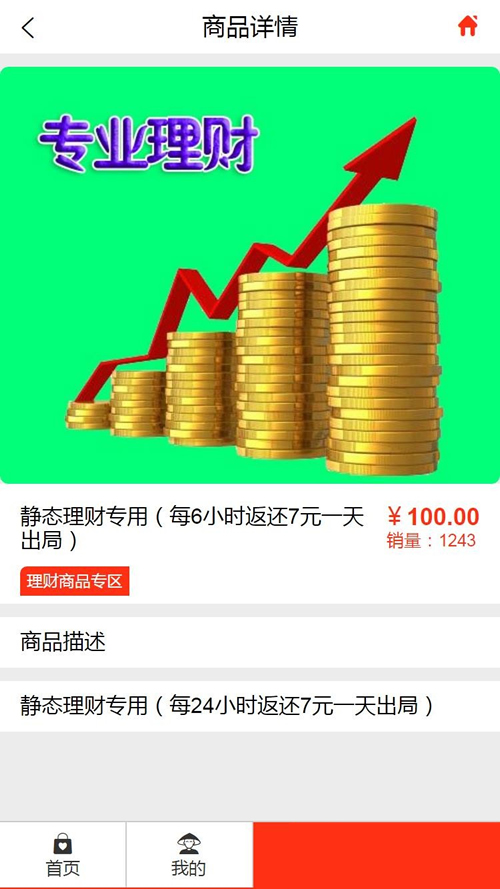 商品详情
专业理财
静态理财专用（每6小时返还7元一天
出局）
￥100.00
销量：1243
理财商品专区
商品描述
静态理财专用（每24小时返还7元一天出局）
首页
我的